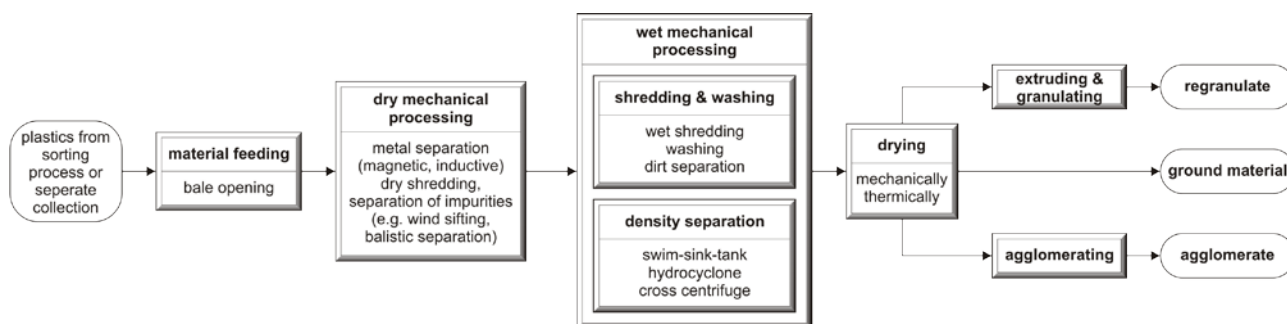 plastics from
sorting
process or
seperate
collection
material feeding
bale opening
dry mechanical
processing
metal separation
(magnetic, inductive)
dry shredding,
separation of impurities
(e.g. wind sifting,
balistic separation)
wet mechanical
processing
shredding & washing
wet shredding
washing
dirt separation
density separation
swim-sink-tank
hydrocyclone
cross centrifuge
drying
mechanically
thermically
extruding &
granulating
regranulate
ground material
agglomerating
agglomerate